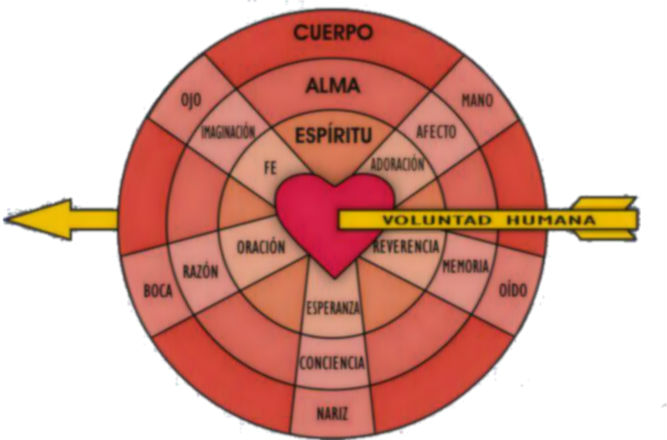 CUERPO
ALMA
ESPÍRITU
OJO
IMAGINACIÓN
FE
MANO
AFECTO
ADORACIÓN
VOLUNTAD HUMANA
ORACIÓN
RAZÓN
BOCA
REVERENCIA
MEMORIA
OÍDO
ESPERANZA
CONCIENCIA
NARIZ